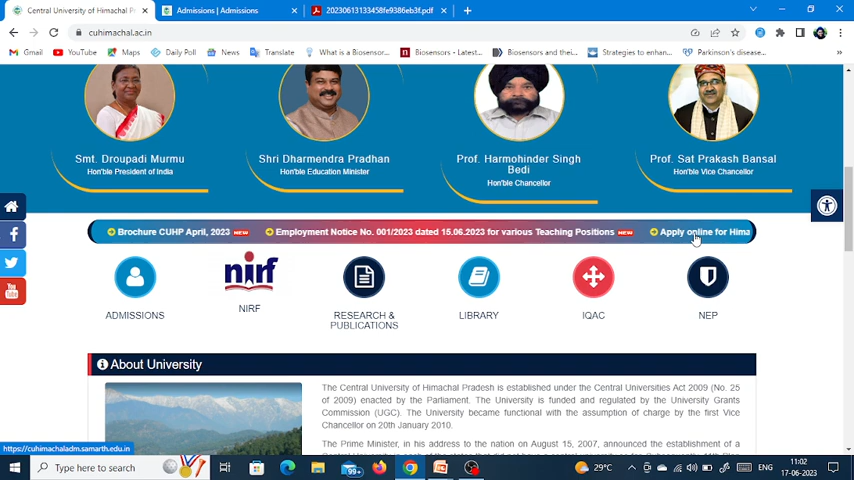 Central University of Himachal P
Admissions | Admissions
20230613133458fe9386eb3f.pdf
cuhimachal.ac.in
Gmail
YouTube
Maps
Daily Poll
News
Translate
What is a Biosensor...
Biosensors - Latest...
Biosensors and thei...
Strategies to enhan...
Parkinson's disease...
Smt. Droupadi Murmu
Hon'ble President of India
Shri Dharmendra Pradhan
Hon'ble Education Minister
Prof. Harmohinder Singh
Bedi
Hon'ble Chancellor
Prof. Sat Prakash Bansal
Hon'ble Vice Chancellor
Brochure CUHP April, 2023 NEW Employment Notice No. 001/2023 dated 15.06.2023 for various Teaching Positions NEW Apply online for Hima
You Tube
nirf
ADMISSIONS
NIRF
RESEARCH &
PUBLICATIONS
LIBRARY
IQAC
NEP
About University
The Central University of Himachal Pradesh is established under the Central Universities Act 2009 (No. 25
of 2009) enacted by the Parliament. The University is funded and regulated by the University Grants
Commission (UGC). The University became functional with the assumption of charge by the first Vice
Chancellor on 20th January 2010.
The Prime Minister, in his address to the nation on August 15, 2007, announced the establishment of a
https://cuhimachaladm.samarth.edu.in
Type here to search
99+
29°C
ENG
11:02
17-06-2023